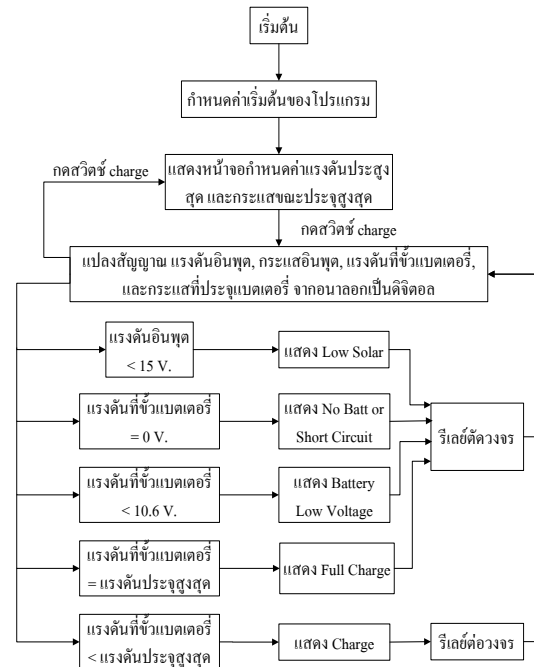 เริ่มต้น
กำหนดค่าเริ่มต้นของโปรแกรม
กดสวิตช์ charge
แสดงหน้าจอกำหนดค่าแรงดันประสูง
สุด และกระแสขณะประจุสูงสุด
กดสวิตช์ charge
แปลงสัญญาณ แรงดันอินพุต, กระแสอินพุต, แรงดันที่ขั้วแบตเตอรี่,
และกระแสที่ประจุแบตเตอรี่ จากอนาลอกเป็นดิจิตอล
แรงดันอินพุต
< 15 V.
แสดง Low Solar
แรงดันที่ขั้วแบตเตอรี่
= 0 V.
แสดง No Batt or
Short Circuit
รีเลย์ตัดวงจร
แรงดันที่ขั้วแบตเตอรี่
< 10.6 V.
แสดง Battery
Low Voltage
แรงดันที่ขั้วแบตเตอรี่
= แรงดันประจุสูงสุด
แสดง Full Charge
แรงดันที่ขั้วแบตเตอรี่
< แรงดันประจุสูงสุด
แสดง Charge
รีเลย์ต่อวงจร